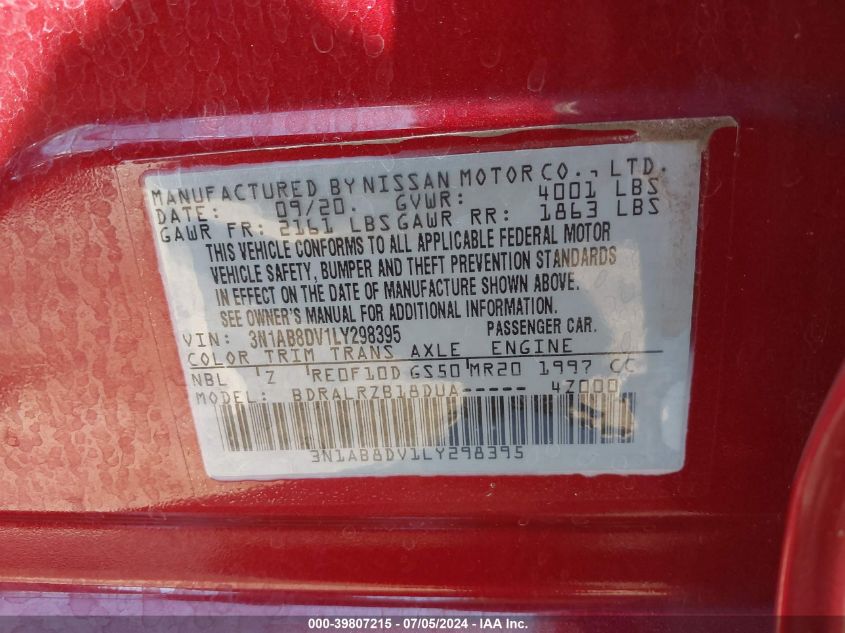 MANUFACTURED BY NISSAN MOTOR CO., LTD.
DATE: 09/20. GVWR: 4001 LBS
GAWR FR: 2161 LBS GAWR RR: 1863 LBS
THIS VEHICLE CONFORMS TO ALL APPLICABLE FEDERAL MOTOR
VEHICLE SAFETY, BUMPER AND THEFT PREVENTION STANDARDS
IN EFFECT ON THE DATE OF MANUFACTURE SHOWN ABOVE.
SEE OWNER'S MANUAL FOR ADDITIONAL INFORMATION.
VIN: 3N1AB8DV1LY298395 PASSENGER CAR.
COLOR TRIM TRANS AXLE ENGINE
NBL Z RE0F10D GS50 MR20 1997 CC
MODEL: BDRALRZB18DUA----- 4Z000
3N1AB8DV1LY298395
000-39807215 - 07/05/2024 - IAA Inc.